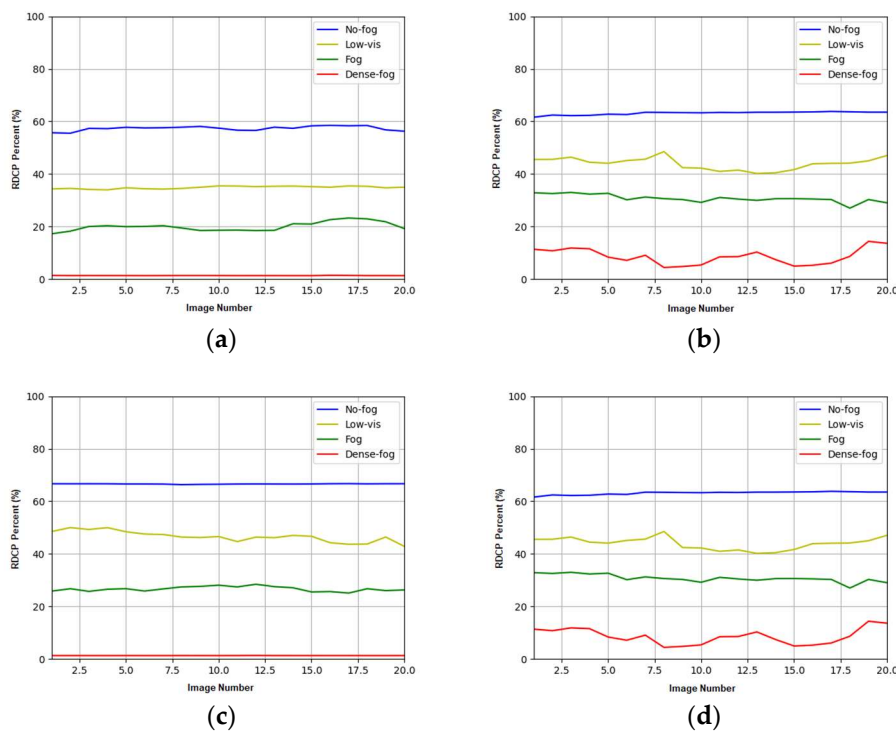 100
80
60
40
20
0
RDCP Percent (%)
No-fog
Low-vis
Fog
Dense-fog
2.5 5.0 7.5 10.0 12.5 15.0 17.5 20.0
Image Number
(a)
100
80
60
40
20
0
RDCP Percent (%)
No-fog
Low-vis
Fog
Dense-fog
2.5 5.0 7.5 10.0 12.5 15.0 17.5 20.0
Image Number
(b)
100
80
60
40
20
0
RDCP Percent (%)
No-fog
Low-vis
Fog
Dense-fog
2.5 5.0 7.5 10.0 12.5 15.0 17.5 20.0
Image Number
(c)
100
80
60
40
20
0
RDCP Percent (%)
No-fog
Low-vis
Fog
Dense-fog
2.5 5.0 7.5 10.0 12.5 15.0 17.5 20.0
Image Number
(d)